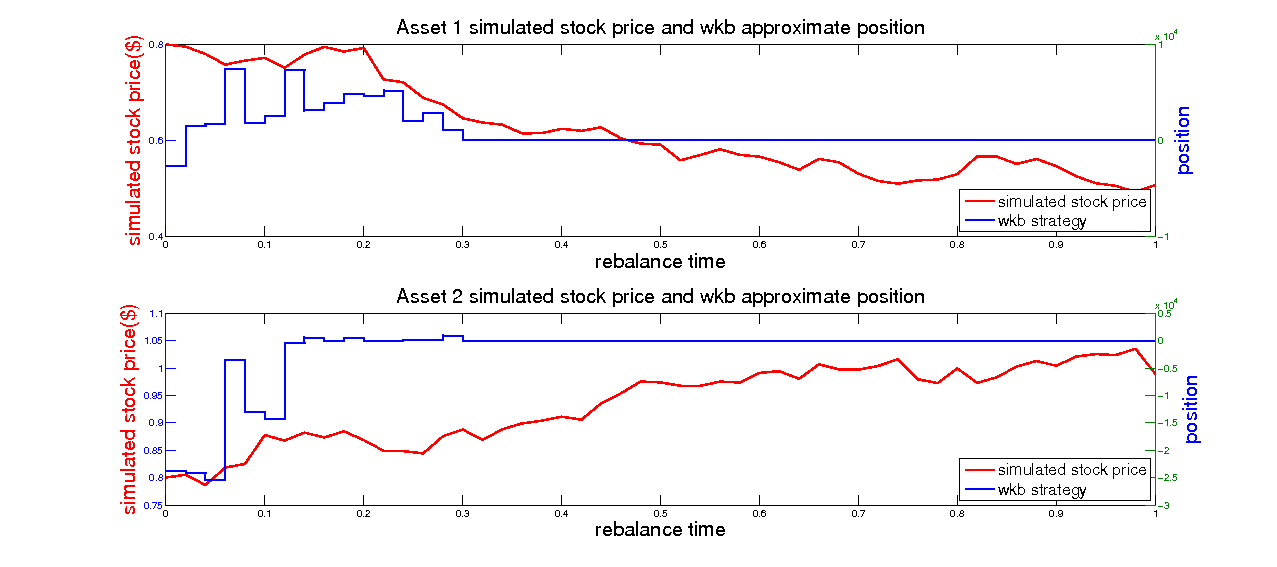 Asset 1 simulated stock price and wkb approximate position
x 10^4
simulated stock price($)
0.8
0.6
0.4
1
0
−1
position
simulated stock price
wkb strategy
0 0.1 0.2 0.3 0.4 0.5 0.6 0.7 0.8 0.9 1
rebalance time
Asset 2 simulated stock price and wkb approximate position
x 10^4
simulated stock price($)
1.1
1.05
1
0.95
0.9
0.85
0.8
0.75
0.5
0
−0.5
−1
−1.5
−2
−2.5
−3
position
simulated stock price
wkb strategy
0 0.1 0.2 0.3 0.4 0.5 0.6 0.7 0.8 0.9 1
rebalance time